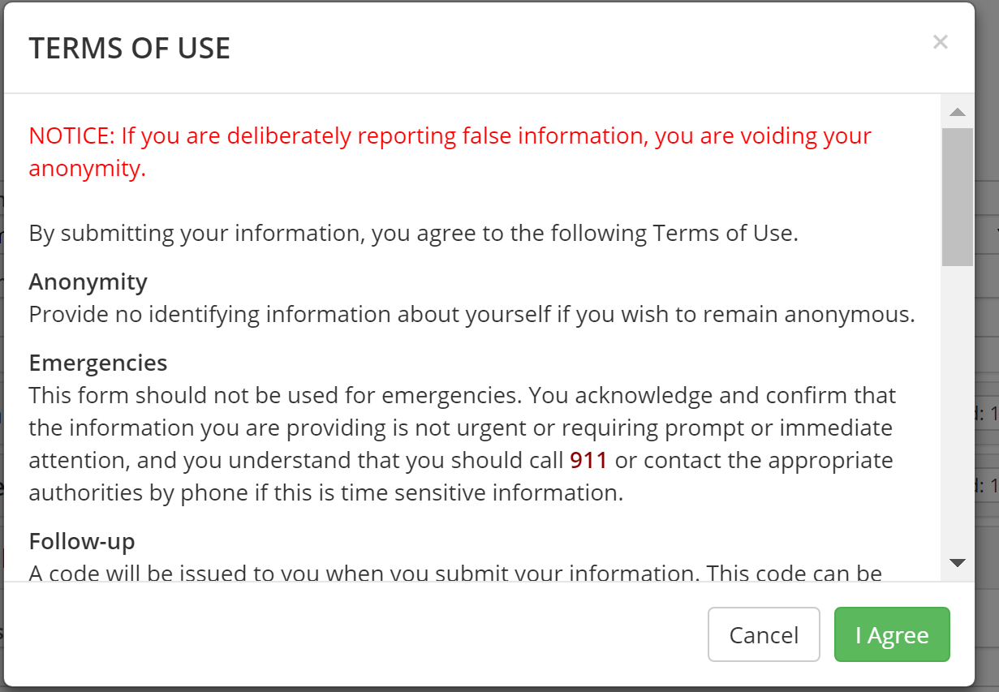 TERMS OF USE
×
NOTICE: If you are deliberately reporting false information, you are voiding your
anonymity.
By submitting your information, you agree to the following Terms of Use.
Anonymity
Provide no identifying information about yourself if you wish to remain anonymous.
Emergencies
This form should not be used for emergencies. You acknowledge and confirm that
the information you are providing is not urgent or requiring prompt or immediate
attention, and you understand that you should call 911 or contact the appropriate
authorities by phone if this is time sensitive information.
Follow-up
A code will be issued to you when you submit your information. This code can be
Cancel
I Agree